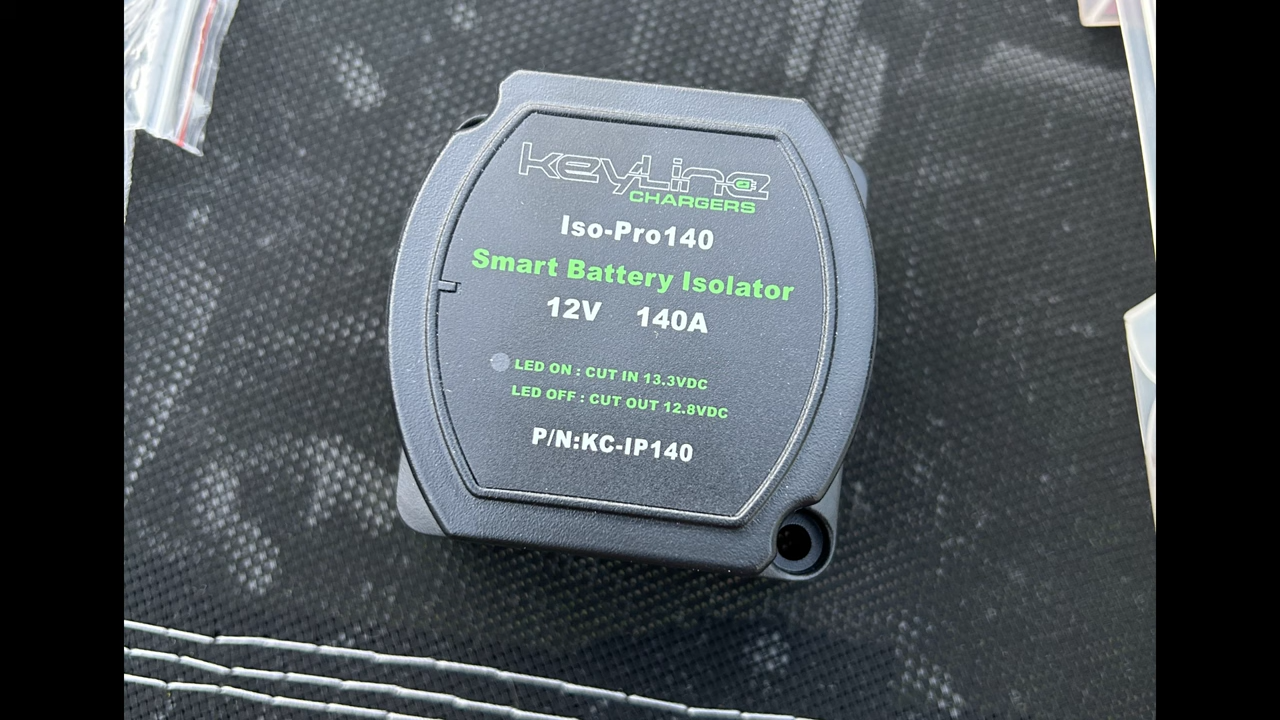 KeyLine
CHARGERS
Iso-Pro140
Smart Battery Isolator
12V 140A
LED ON : CUT IN 13.3VDC
LED OFF : CUT OUT 12.8VDC
P/N:KC-IP140